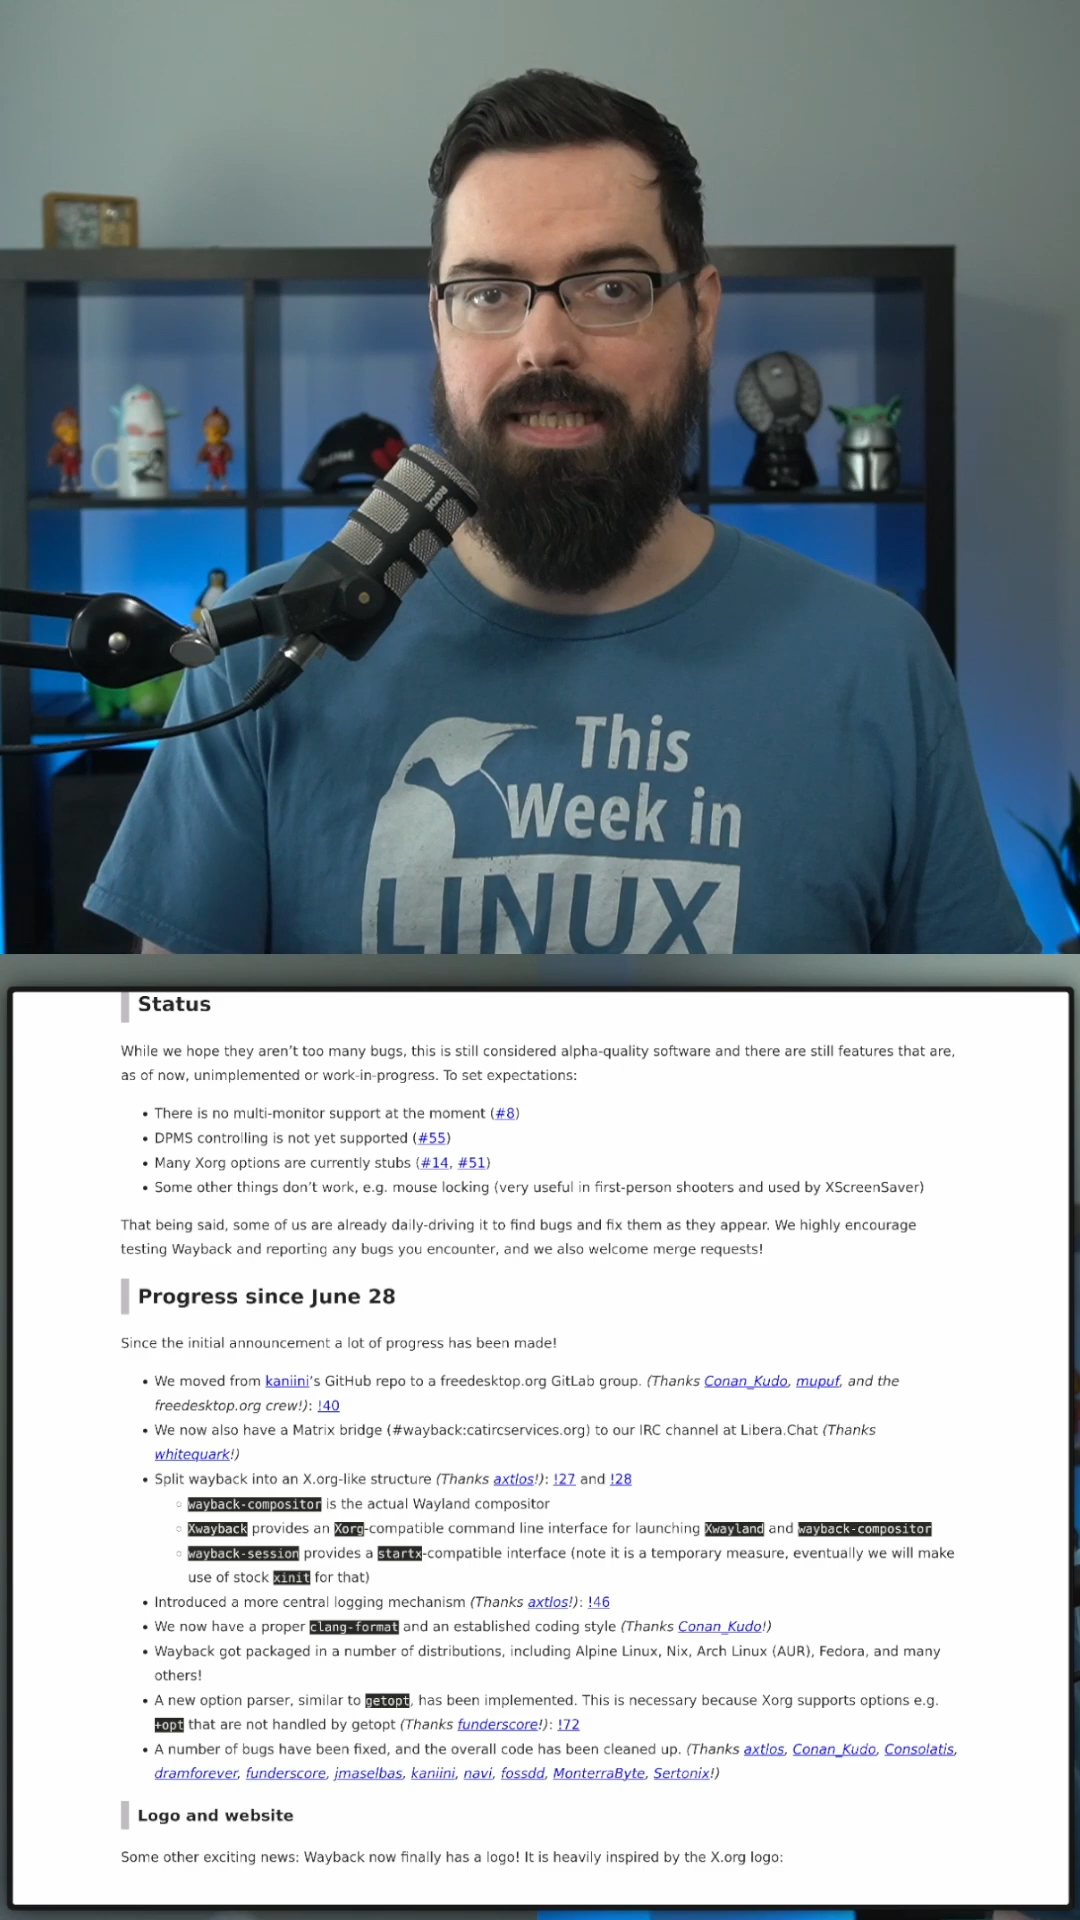 RODE
This
Week in
LINUX
Status
While we hope they aren’t too many bugs, this is still considered alpha-quality software and there are still features that are,
as of now, unimplemented or work-in-progress. To set expectations:
• There is no multi-monitor support at the moment (#8)
• DPMS controlling is not yet supported (#55)
• Many Xorg options are currently stubs (#14, #51)
• Some other things don’t work, e.g. mouse locking (very useful in first-person shooters and used by XScreenSaver)
That being said, some of us are already daily-driving it to find bugs and fix them as they appear. We highly encourage
testing Wayback and reporting any bugs you encounter, and we also welcome merge requests!
Progress since June 28
Since the initial announcement a lot of progress has been made!
• We moved from kaniini’s GitHub repo to a freedesktop.org GitLab group. (Thanks Conan_Kudo, mupuf, and the
freedesktop.org crew!): !40
• We now also have a Matrix bridge (#wayback:catircservices.org) to our IRC channel at Libera.Chat (Thanks
whitequark!)
• Split wayback into an X.org-like structure (Thanks axtlos!): !27 and !28
◦ wayback-compositor is the actual Wayland compositor
◦ Xwayback provides an Xorg-compatible command line interface for launching Xwayland and wayback-compositor
◦ wayback-session provides a startx-compatible interface (note it is a temporary measure, eventually we will make
use of stock xinit for that)
• Introduced a more central logging mechanism (Thanks axtlos!): !46
• We now have a proper clang-format and an established coding style (Thanks Conan_Kudo!)
• Wayback got packaged in a number of distributions, including Alpine Linux, Nix, Arch Linux (AUR), Fedora, and many
others!
• A new option parser, similar to getopt, has been implemented. This is necessary because Xorg supports options e.g.
+opt that are not handled by getopt (Thanks funderscore!): !72
• A number of bugs have been fixed, and the overall code has been cleaned up. (Thanks axtlos, Conan_Kudo, Consolatis,
dramforever, funderscore, jmaselbas, kaniini, navi, fossdd, MonterraByte, Sertonix!)
Logo and website
Some other exciting news: Wayback now finally has a logo! It is heavily inspired by the X.org logo: